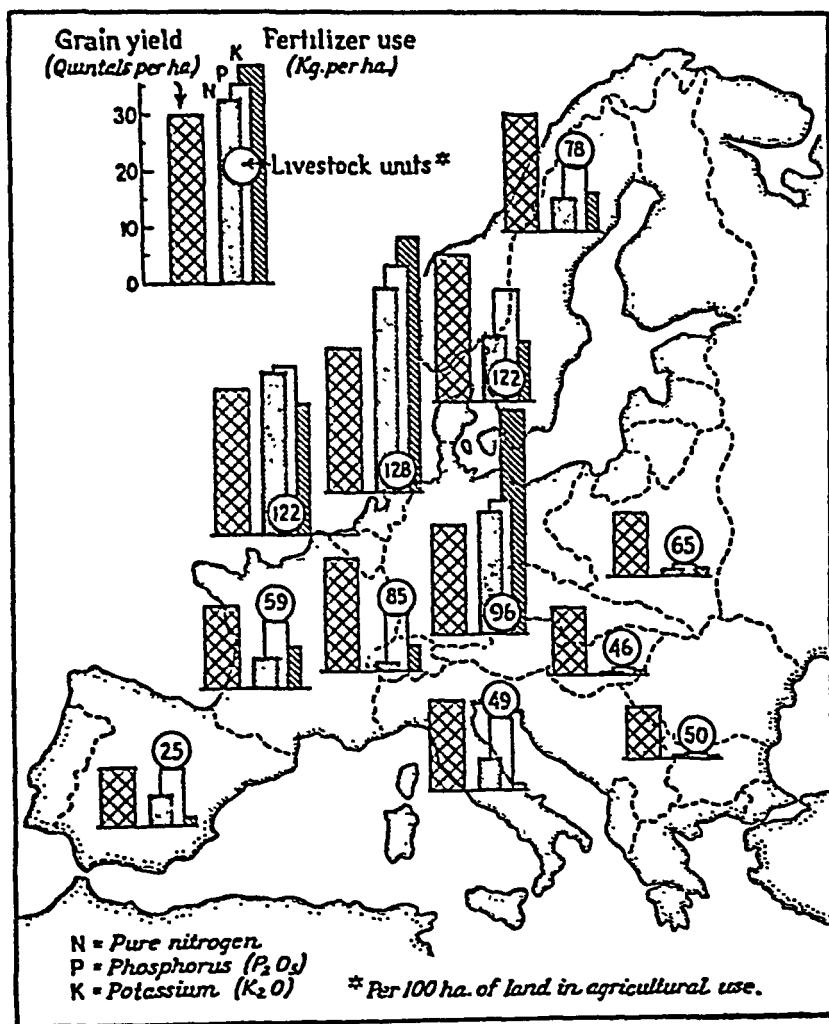 Grain yield
(Quintals per ha.)
Fertilizer use
(Kg. per ha.)
N P K
30
20
10
0
Livestock units*
78
122
128
122
96
65
59
85
46
49
50
25
N = Pure nitrogen
P = Phosphorus (P₂O₅)
K = Potassium (K₂O)
* Per 100 ha. of land in agricultural use.